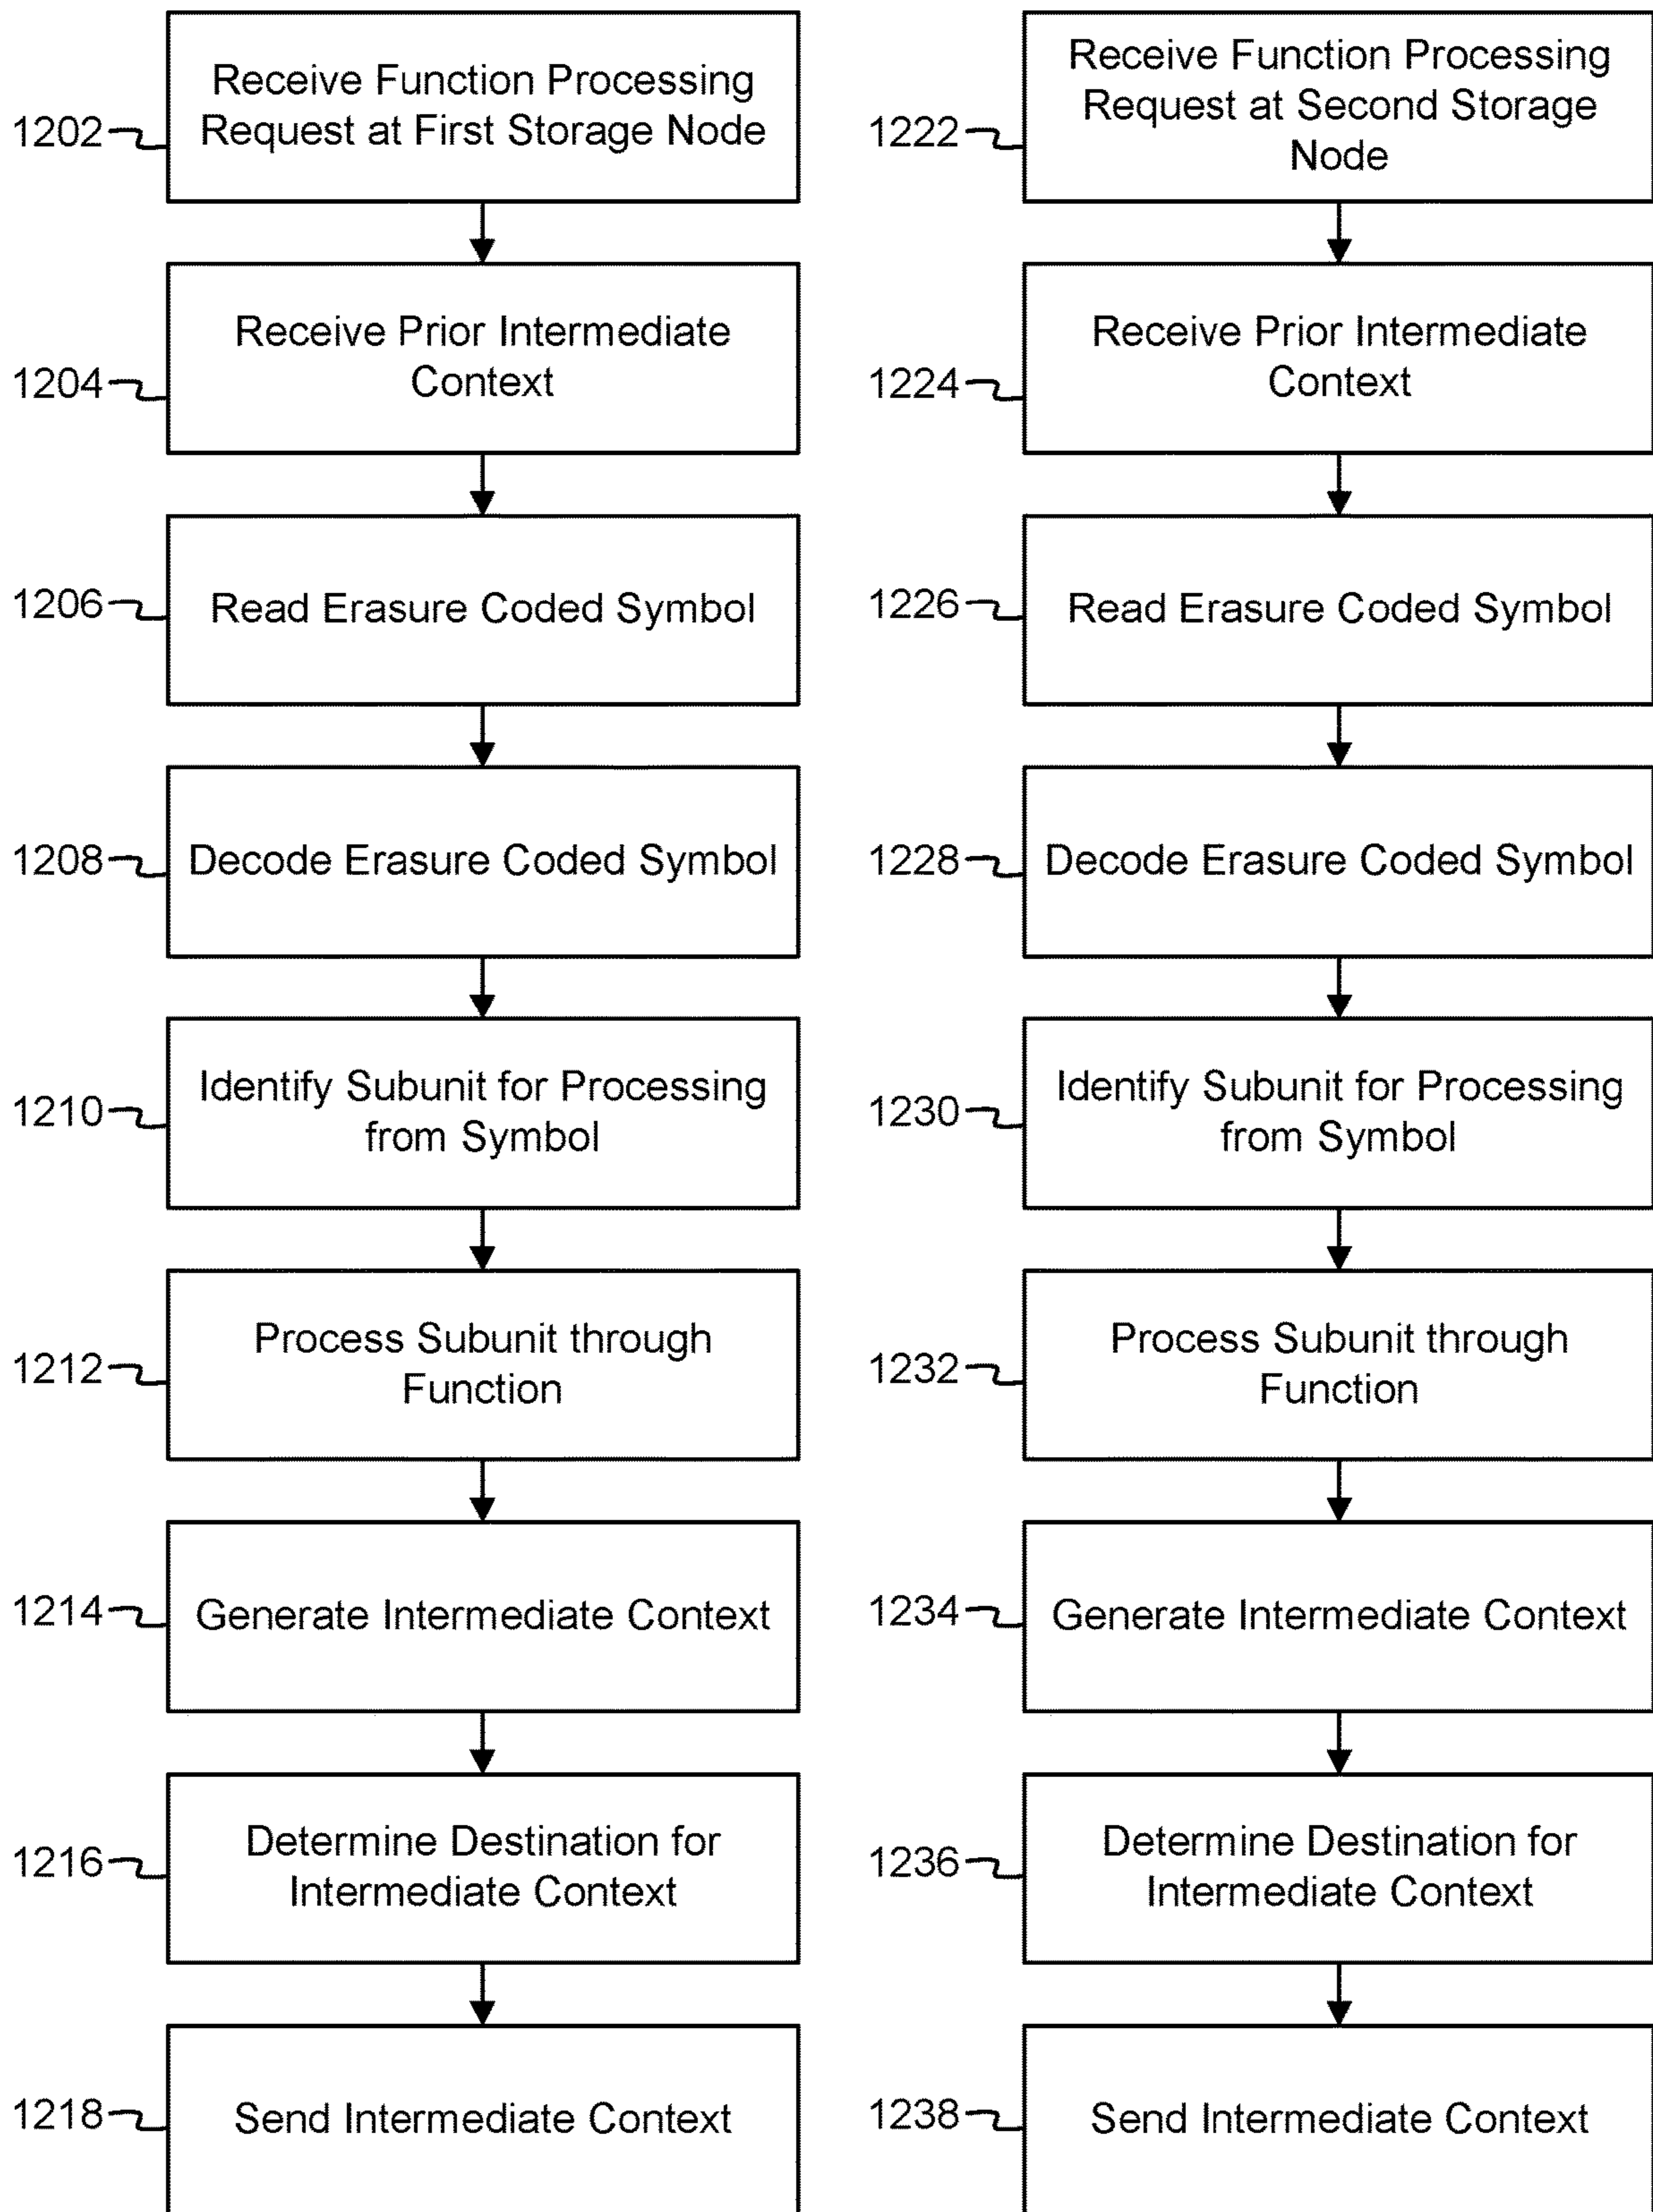 1202
Receive Function Processing
Request at First Storage Node
1204
Receive Prior Intermediate
Context
1206
Read Erasure Coded Symbol
1208
Decode Erasure Coded Symbol
1210
Identify Subunit for Processing
from Symbol
1212
Process Subunit through
Function
1214
Generate Intermediate Context
1216
Determine Destination for
Intermediate Context
1218
Send Intermediate Context
1222
Receive Function Processing
Request at Second Storage
Node
1224
Receive Prior Intermediate
Context
1226
Read Erasure Coded Symbol
1228
Decode Erasure Coded Symbol
1230
Identify Subunit for Processing
from Symbol
1232
Process Subunit through
Function
1234
Generate Intermediate Context
1236
Determine Destination for
Intermediate Context
1238
Send Intermediate Context